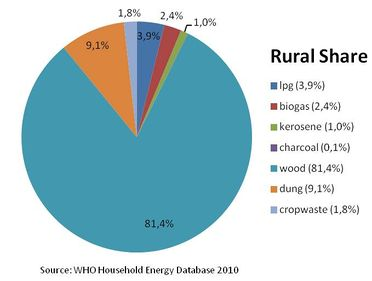 1,8%
2,4%
1,0%
3,9%
9,1%
81,4%
Rural Share
lpg (3,9%)
biogas (2,4%)
kerosene (1,0%)
charcoal (0,1%)
wood (81,4%)
dung (9,1%)
cropwaste (1,8%)
Source: WHO Household Energy Database 2010